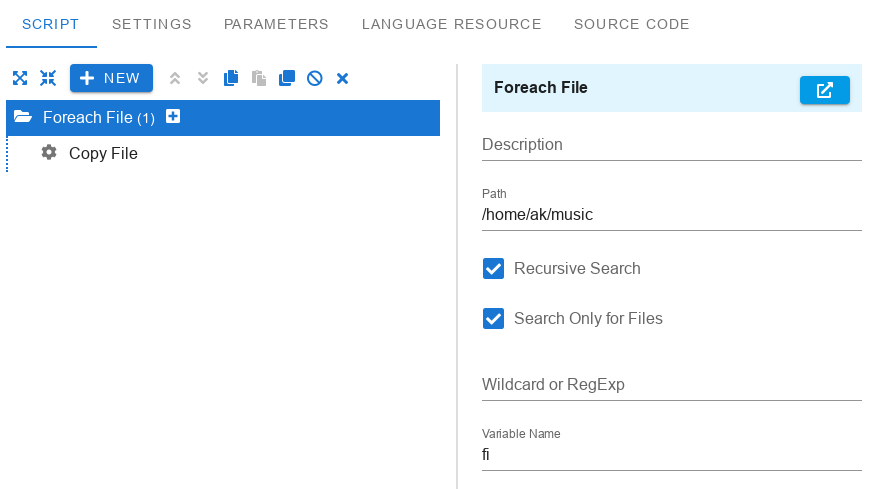 SCRIPT SETTINGS PARAMETERS LANGUAGE RESOURCE SOURCE CODE
NEW
Foreach File (1)
Copy File
Foreach File
Description
Path
/home/ak/music
Recursive Search
Search Only for Files
Wildcard or RegExp
Variable Name
fi